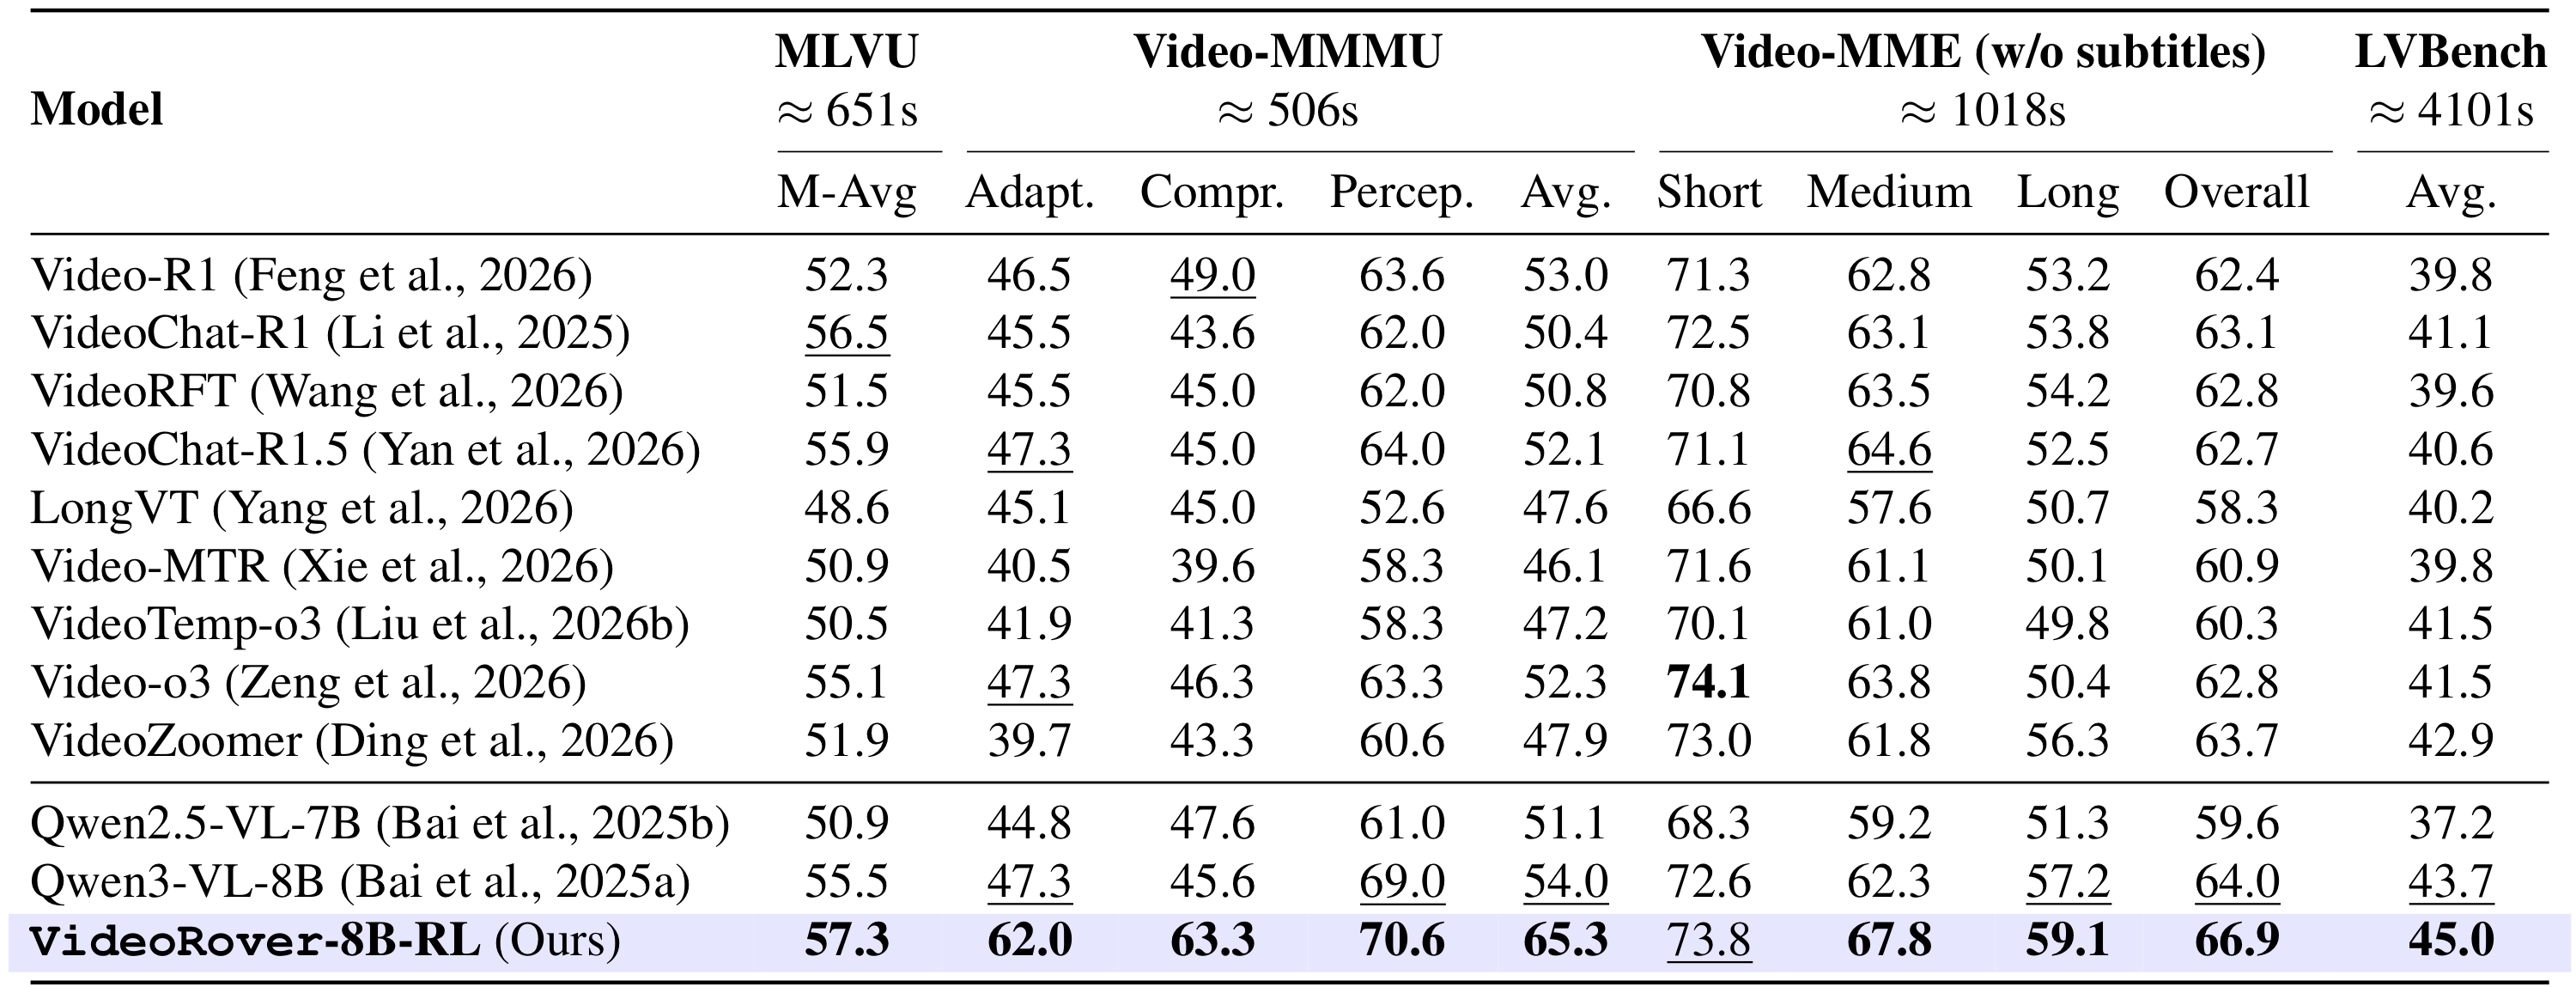 MLVU Video-MMMU Video-MME (w/o subtitles) LVBench
Model ≈ 651s ≈ 506s ≈ 1018s ≈ 4101s
M-Avg Adapt. Compr. Percep. Avg. Short Medium Long Overall Avg.
Video-R1 (Feng et al., 2026) 52.3 46.5 49.0 63.6 53.0 71.3 62.8 53.2 62.4 39.8
VideoChat-R1 (Li et al., 2025) 56.5 45.5 43.6 62.0 50.4 72.5 63.1 53.8 63.1 41.1
VideoRFT (Wang et al., 2026) 51.5 45.5 45.0 62.0 50.8 70.8 63.5 54.2 62.8 39.6
VideoChat-R1.5 (Yan et al., 2026) 55.9 47.3 45.0 64.0 52.1 71.1 64.6 52.5 62.7 40.6
LongVT (Yang et al., 2026) 48.6 45.1 45.0 52.6 47.6 66.6 57.6 50.7 58.3 40.2
Video-MTR (Xie et al., 2026) 50.9 40.5 39.6 58.3 46.1 71.6 61.1 50.1 60.9 39.8
VideoTemp-o3 (Liu et al., 2026b) 50.5 41.9 41.3 58.3 47.2 70.1 61.0 49.8 60.3 41.5
Video-o3 (Zeng et al., 2026) 55.1 47.3 46.3 63.3 52.3 74.1 63.8 50.4 62.8 41.5
VideoZoomer (Ding et al., 2026) 51.9 39.7 43.3 60.6 47.9 73.0 61.8 56.3 63.7 42.9
Qwen2.5-VL-7B (Bai et al., 2025b) 50.9 44.8 47.6 61.0 51.1 68.3 59.2 51.3 59.6 37.2
Qwen3-VL-8B (Bai et al., 2025a) 55.5 47.3 45.6 69.0 54.0 72.6 62.3 57.2 64.0 43.7
VideoRover-8B-RL (Ours) 57.3 62.0 63.3 70.6 65.3 73.8 67.8 59.1 66.9 45.0